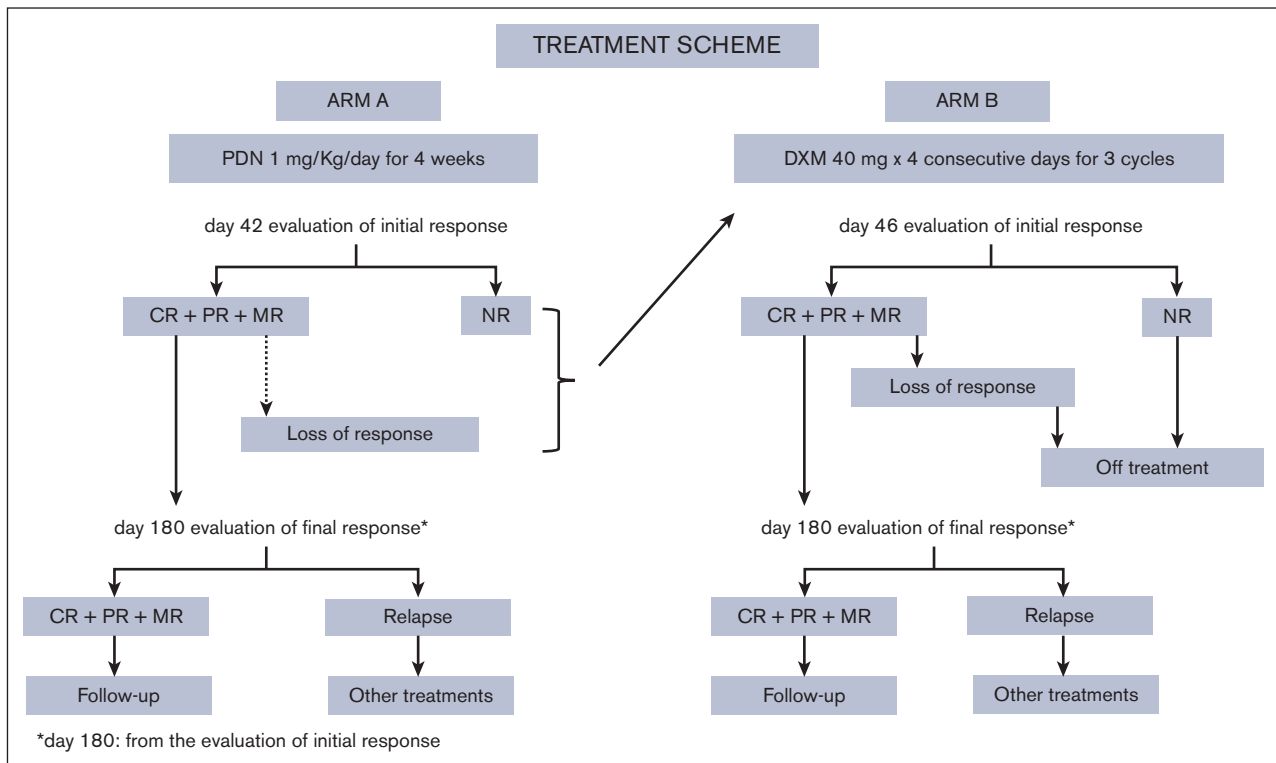 TREATMENT SCHEME
ARM A
PDN 1 mg/Kg/day for 4 weeks
day 42 evaluation of initial response
CR + PR + MR
NR
Loss of response
day 180 evaluation of final response*
CR + PR + MR
Relapse
Follow-up
Other treatments
ARM B
DXM 40 mg x 4 consecutive days for 3 cycles
day 46 evaluation of initial response
CR + PR + MR
NR
Loss of response
Off treatment
day 180 evaluation of final response*
CR + PR + MR
Relapse
Follow-up
Other treatments
*day 180: from the evaluation of initial response